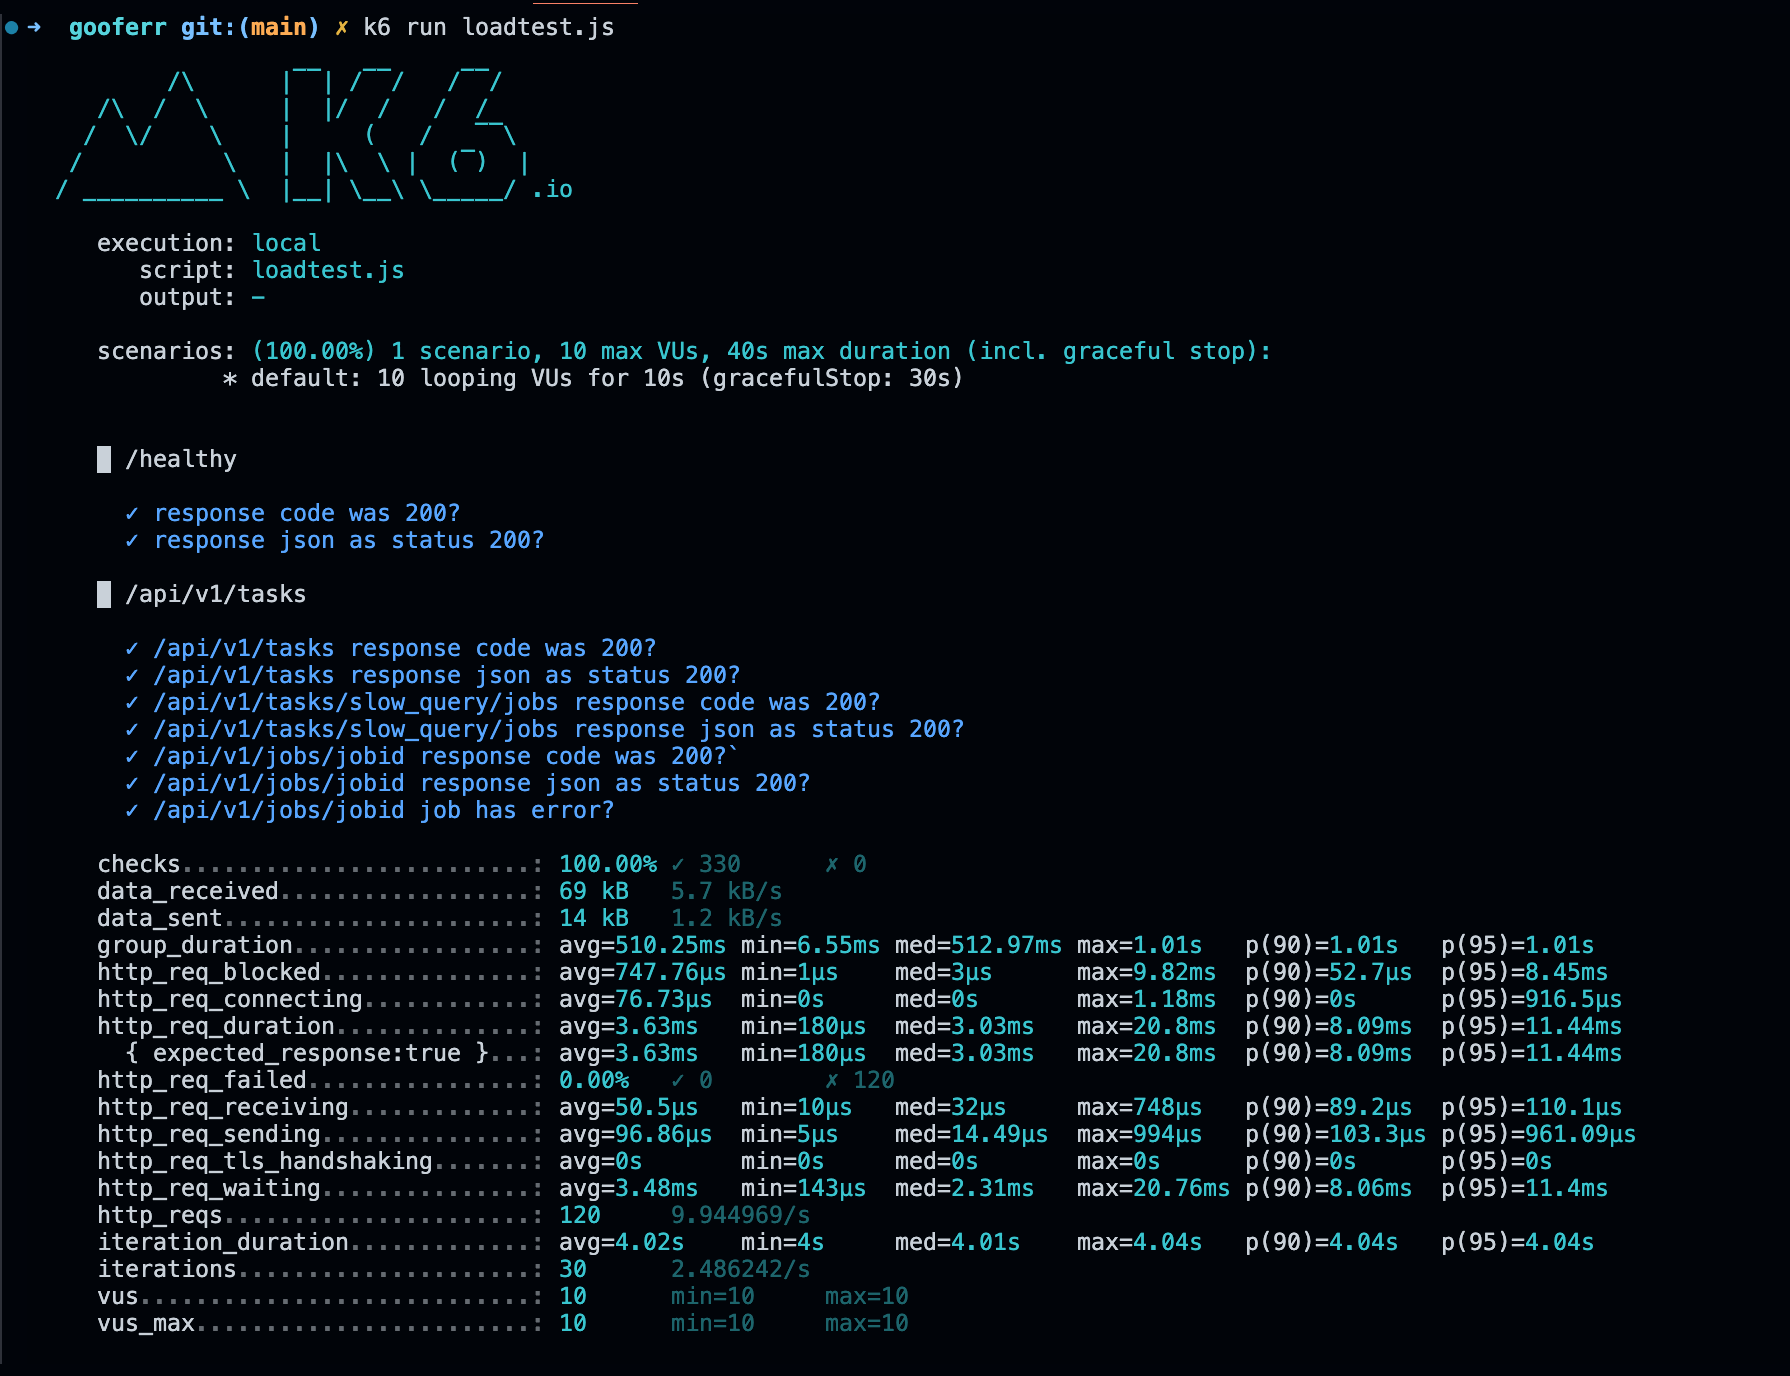 ➜  gooferr git:(main) ✗ k6 run loadtest.js
          /\      |‾‾| /‾‾/   /‾‾/
     /\  /  \     |  |/  /   /  /
    /  \/    \    |     (   /   ‾‾\
   /          \   |  |\  \ |  (‾)  |
  / __________ \  |__| \__\ \_____/ .io
execution: local
script: loadtest.js
output: -
scenarios: (100.00%) 1 scenario, 10 max VUs, 40s max duration (incl. graceful stop):
* default: 10 looping VUs for 10s (gracefulStop: 30s)
█ /healthy
✓ response code was 200?
✓ response json as status 200?
█ /api/v1/tasks
✓ /api/v1/tasks response code was 200?
✓ /api/v1/tasks response json as status 200?
✓ /api/v1/tasks/slow_query/jobs response code was 200?
✓ /api/v1/tasks/slow_query/jobs response json as status 200?
✓ /api/v1/jobs/jobid response code was 200?`
✓ /api/v1/jobs/jobid response json as status 200?
✓ /api/v1/jobs/jobid job has error?
checks.........................: 100.00% ✓ 330      ✗ 0
data_received..................: 69 kB   5.7 kB/s
data_sent......................: 14 kB   1.2 kB/s
group_duration.................: avg=510.25ms min=6.55ms med=512.97ms max=1.01s   p(90)=1.01s   p(95)=1.01s
http_req_blocked...............: avg=747.76µs min=1µs    med=3µs      max=9.82ms  p(90)=52.7µs  p(95)=8.45ms
http_req_connecting............: avg=76.73µs  min=0s     med=0s       max=1.18ms  p(90)=0s      p(95)=916.5µs
http_req_duration..............: avg=3.63ms   min=180µs  med=3.03ms   max=20.8ms  p(90)=8.09ms  p(95)=11.44ms
{ expected_response:true }...: avg=3.63ms   min=180µs  med=3.03ms   max=20.8ms  p(90)=8.09ms  p(95)=11.44ms
http_req_failed................: 0.00%   ✓ 0        ✗ 120
http_req_receiving.............: avg=50.5µs   min=10µs   med=32µs     max=748µs   p(90)=89.2µs  p(95)=110.1µs
http_req_sending...............: avg=96.86µs  min=5µs    med=14.49µs  max=994µs   p(90)=103.3µs p(95)=961.09µs
http_req_tls_handshaking.......: avg=0s       min=0s     med=0s       max=0s      p(90)=0s      p(95)=0s
http_req_waiting...............: avg=3.48ms   min=143µs  med=2.31ms   max=20.76ms p(90)=8.06ms  p(95)=11.4ms
http_reqs......................: 120     9.944969/s
iteration_duration.............: avg=4.02s    min=4s     med=4.01s    max=4.04s   p(90)=4.04s   p(95)=4.04s
iterations.....................: 30      2.486242/s
vus............................: 10      min=10     max=10
vus_max........................: 10      min=10     max=10